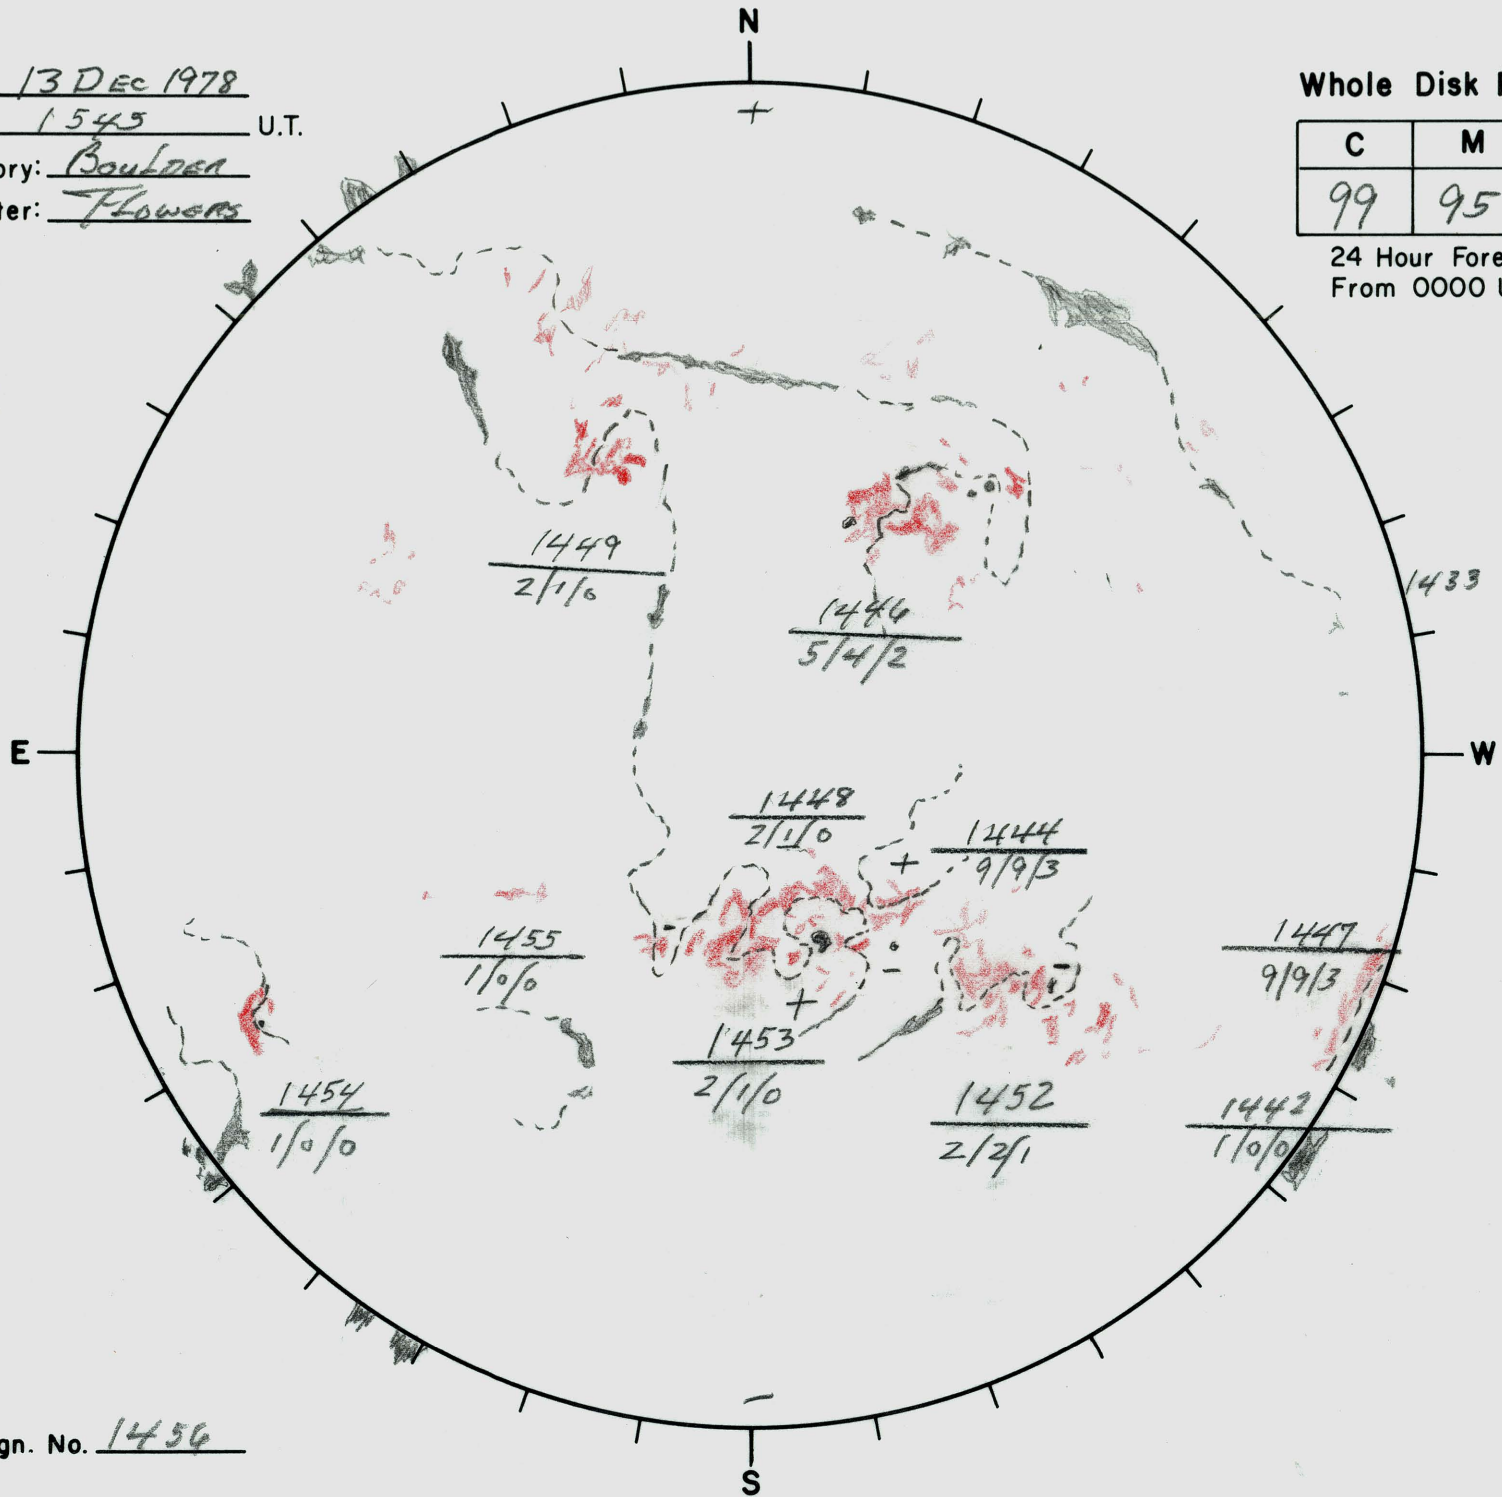 N
13 DEC 1978
1545 U.T.
ory: BOULDER
ter: FLOWERS
Whole Disk
C M
99 95
24 Hour Fore
From 0000 U
+
1449
2/1/0
1446
5/4/2
1433
E
W
1448
2/1/0
1444
9/9/3
+
1455
1/0/0
1447
9/9/3
+
1453
2/1/0
1454
1/0/0
1452
2/2/1
1442
1/0/0
−
gn. No. 1456
S